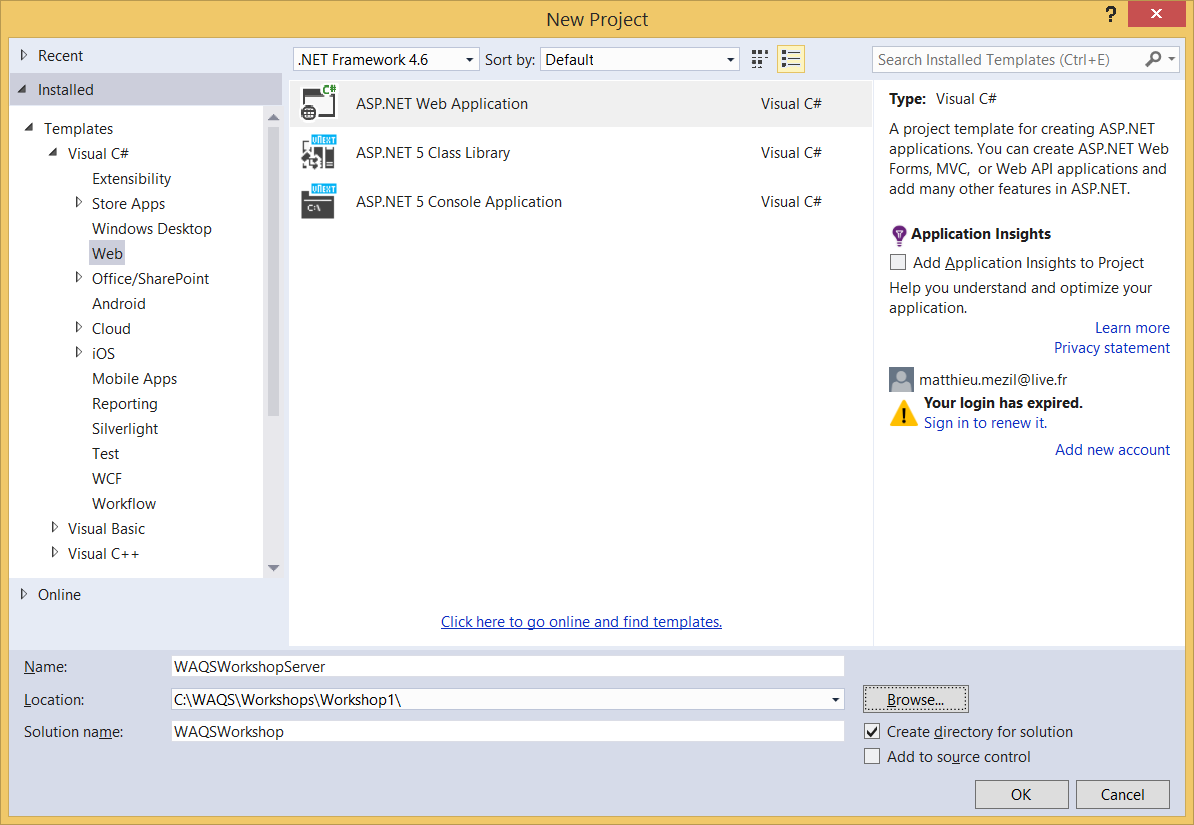 New Project
?
Recent
Installed
Templates
Visual C#
Extensibility
Store Apps
Windows Desktop
Web
Office/SharePoint
Android
Cloud
iOS
Mobile Apps
Reporting
Silverlight
Test
WCF
Workflow
Visual Basic
Visual C++
Online
.NET Framework 4.6 Sort by: Default
C# ASP.NET Web Application Visual C#
vNEXT ASP.NET 5 Class Library Visual C#
vNEXT C:\ ASP.NET 5 Console Application Visual C#
Click here to go online and find templates.
Search Installed Templates (Ctrl+E)
Type: Visual C#
A project template for creating ASP.NET
applications. You can create ASP.NET Web
Forms, MVC, or Web API applications and
add many other features in ASP.NET.
Application Insights
Add Application Insights to Project
Help you understand and optimize your
application.
Learn more
Privacy statement
matthieu.mezil@live.fr
Your login has expired.
Sign in to renew it.
Add new account
Name: WAQSWorkshopServer
Location: C:\WAQS\Workshops\Workshop1\ Browse...
Solution name: WAQSWorkshop Create directory for solution
Add to source control
OK Cancel